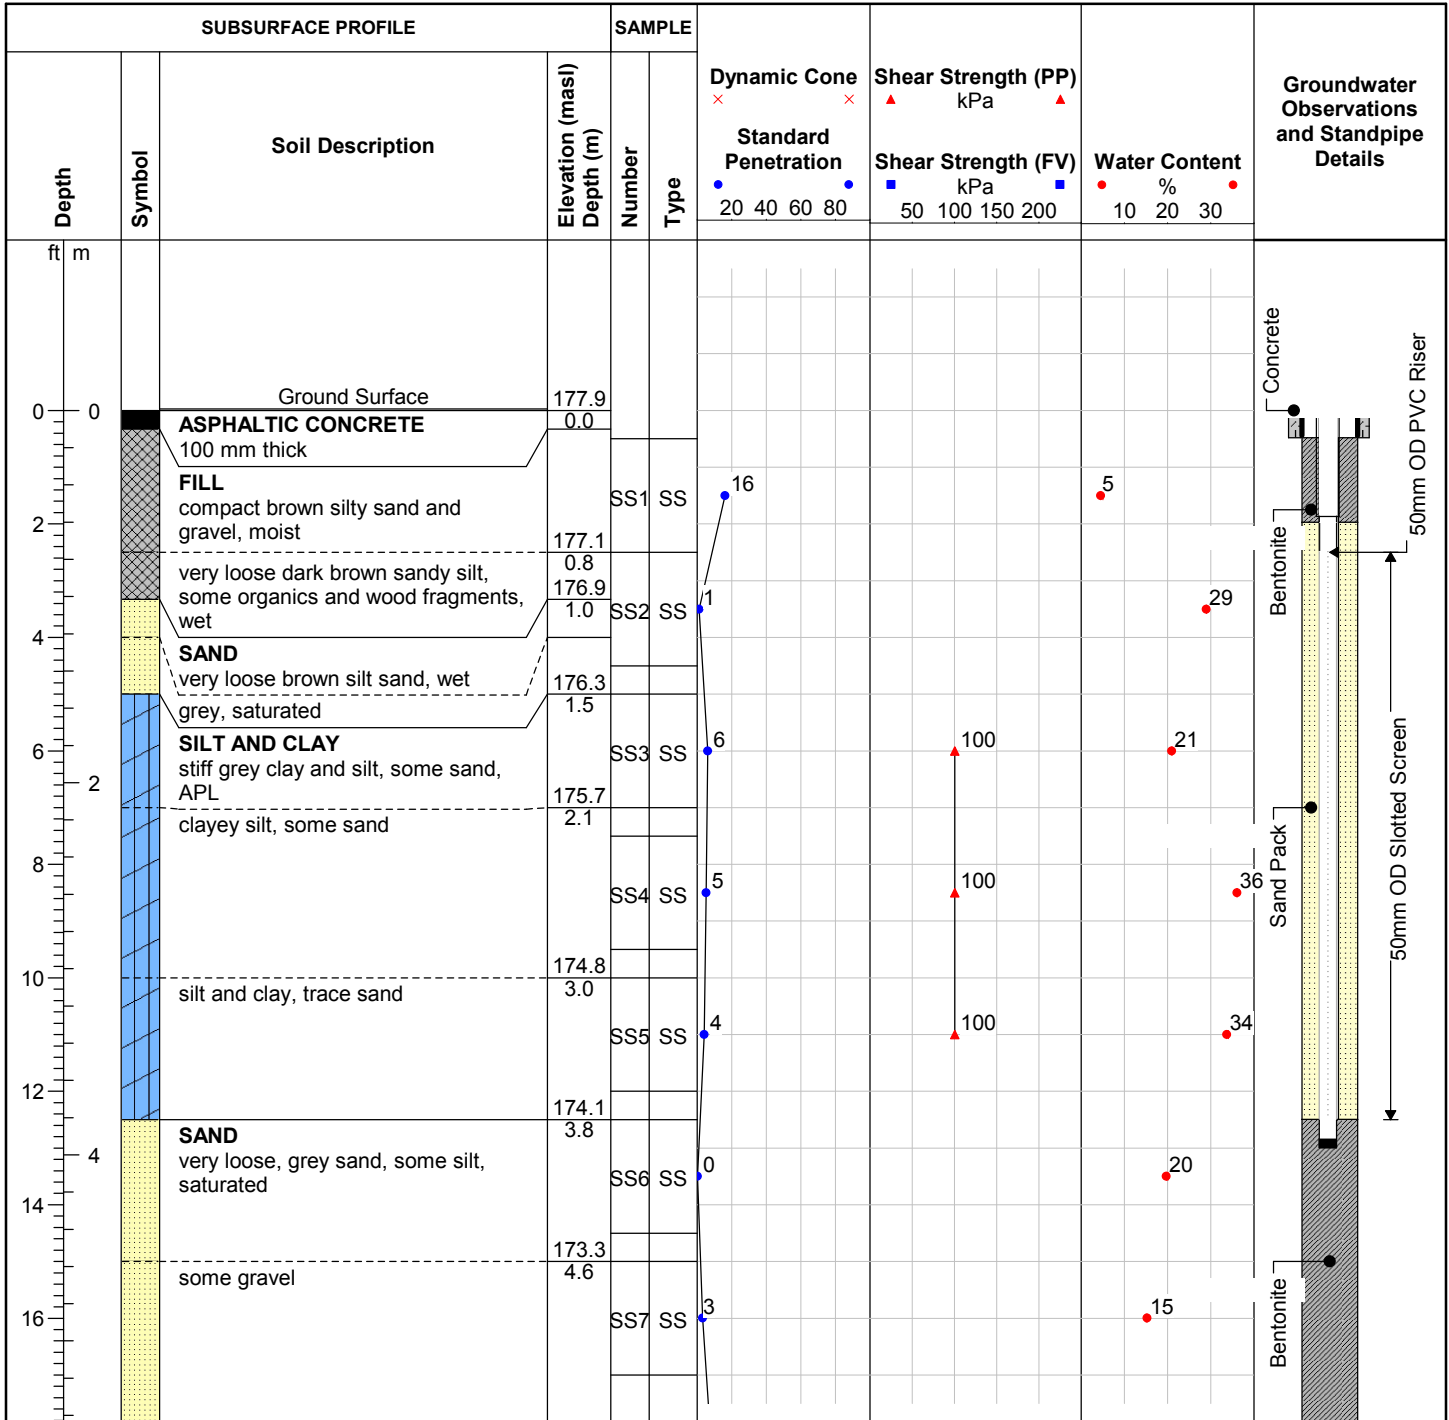 SUBSURFACE PROFILE
SAMPLE
Depth
Symbol
Soil Description
Elevation (masl)
Depth (m)
Number
Type
Dynamic Cone
Standard
Penetration
20 40 60 80
Shear Strength (PP)
kPa
Shear Strength (FV)
kPa
50 100 150 200
Water Content
%
10 20 30
Groundwater
Observations
and Standpipe
Details
ft m
Ground Surface
177.9
0 0
0.0
ASPHALTIC CONCRETE
100 mm thick
FILL
compact brown silty sand and
gravel, moist
SS1 SS
16
5
2
177.1
0.8
very loose dark brown sandy silt,
some organics and wood fragments,
wet
176.9
1.0
SS2 SS
1
29
4
SAND
very loose brown silt sand, wet
176.3
1.5
grey, saturated
SILT AND CLAY
stiff grey clay and silt, some sand,
APL
6
SS3 SS
6
100
21
2
175.7
2.1
clayey silt, some sand
8
SS4 SS
5
100
36
174.8
10
3.0
silt and clay, trace sand
SS5 SS
4
100
34
12
174.1
3.8
SAND
very loose, grey sand, some silt,
saturated
4
SS6 SS
0
20
14
173.3
4.6
some gravel
16
SS7 SS
3
15
Concrete
50mm OD PVC Riser
Bentonite
Sand Pack
50mm OD Slotted Screen
Bentonite